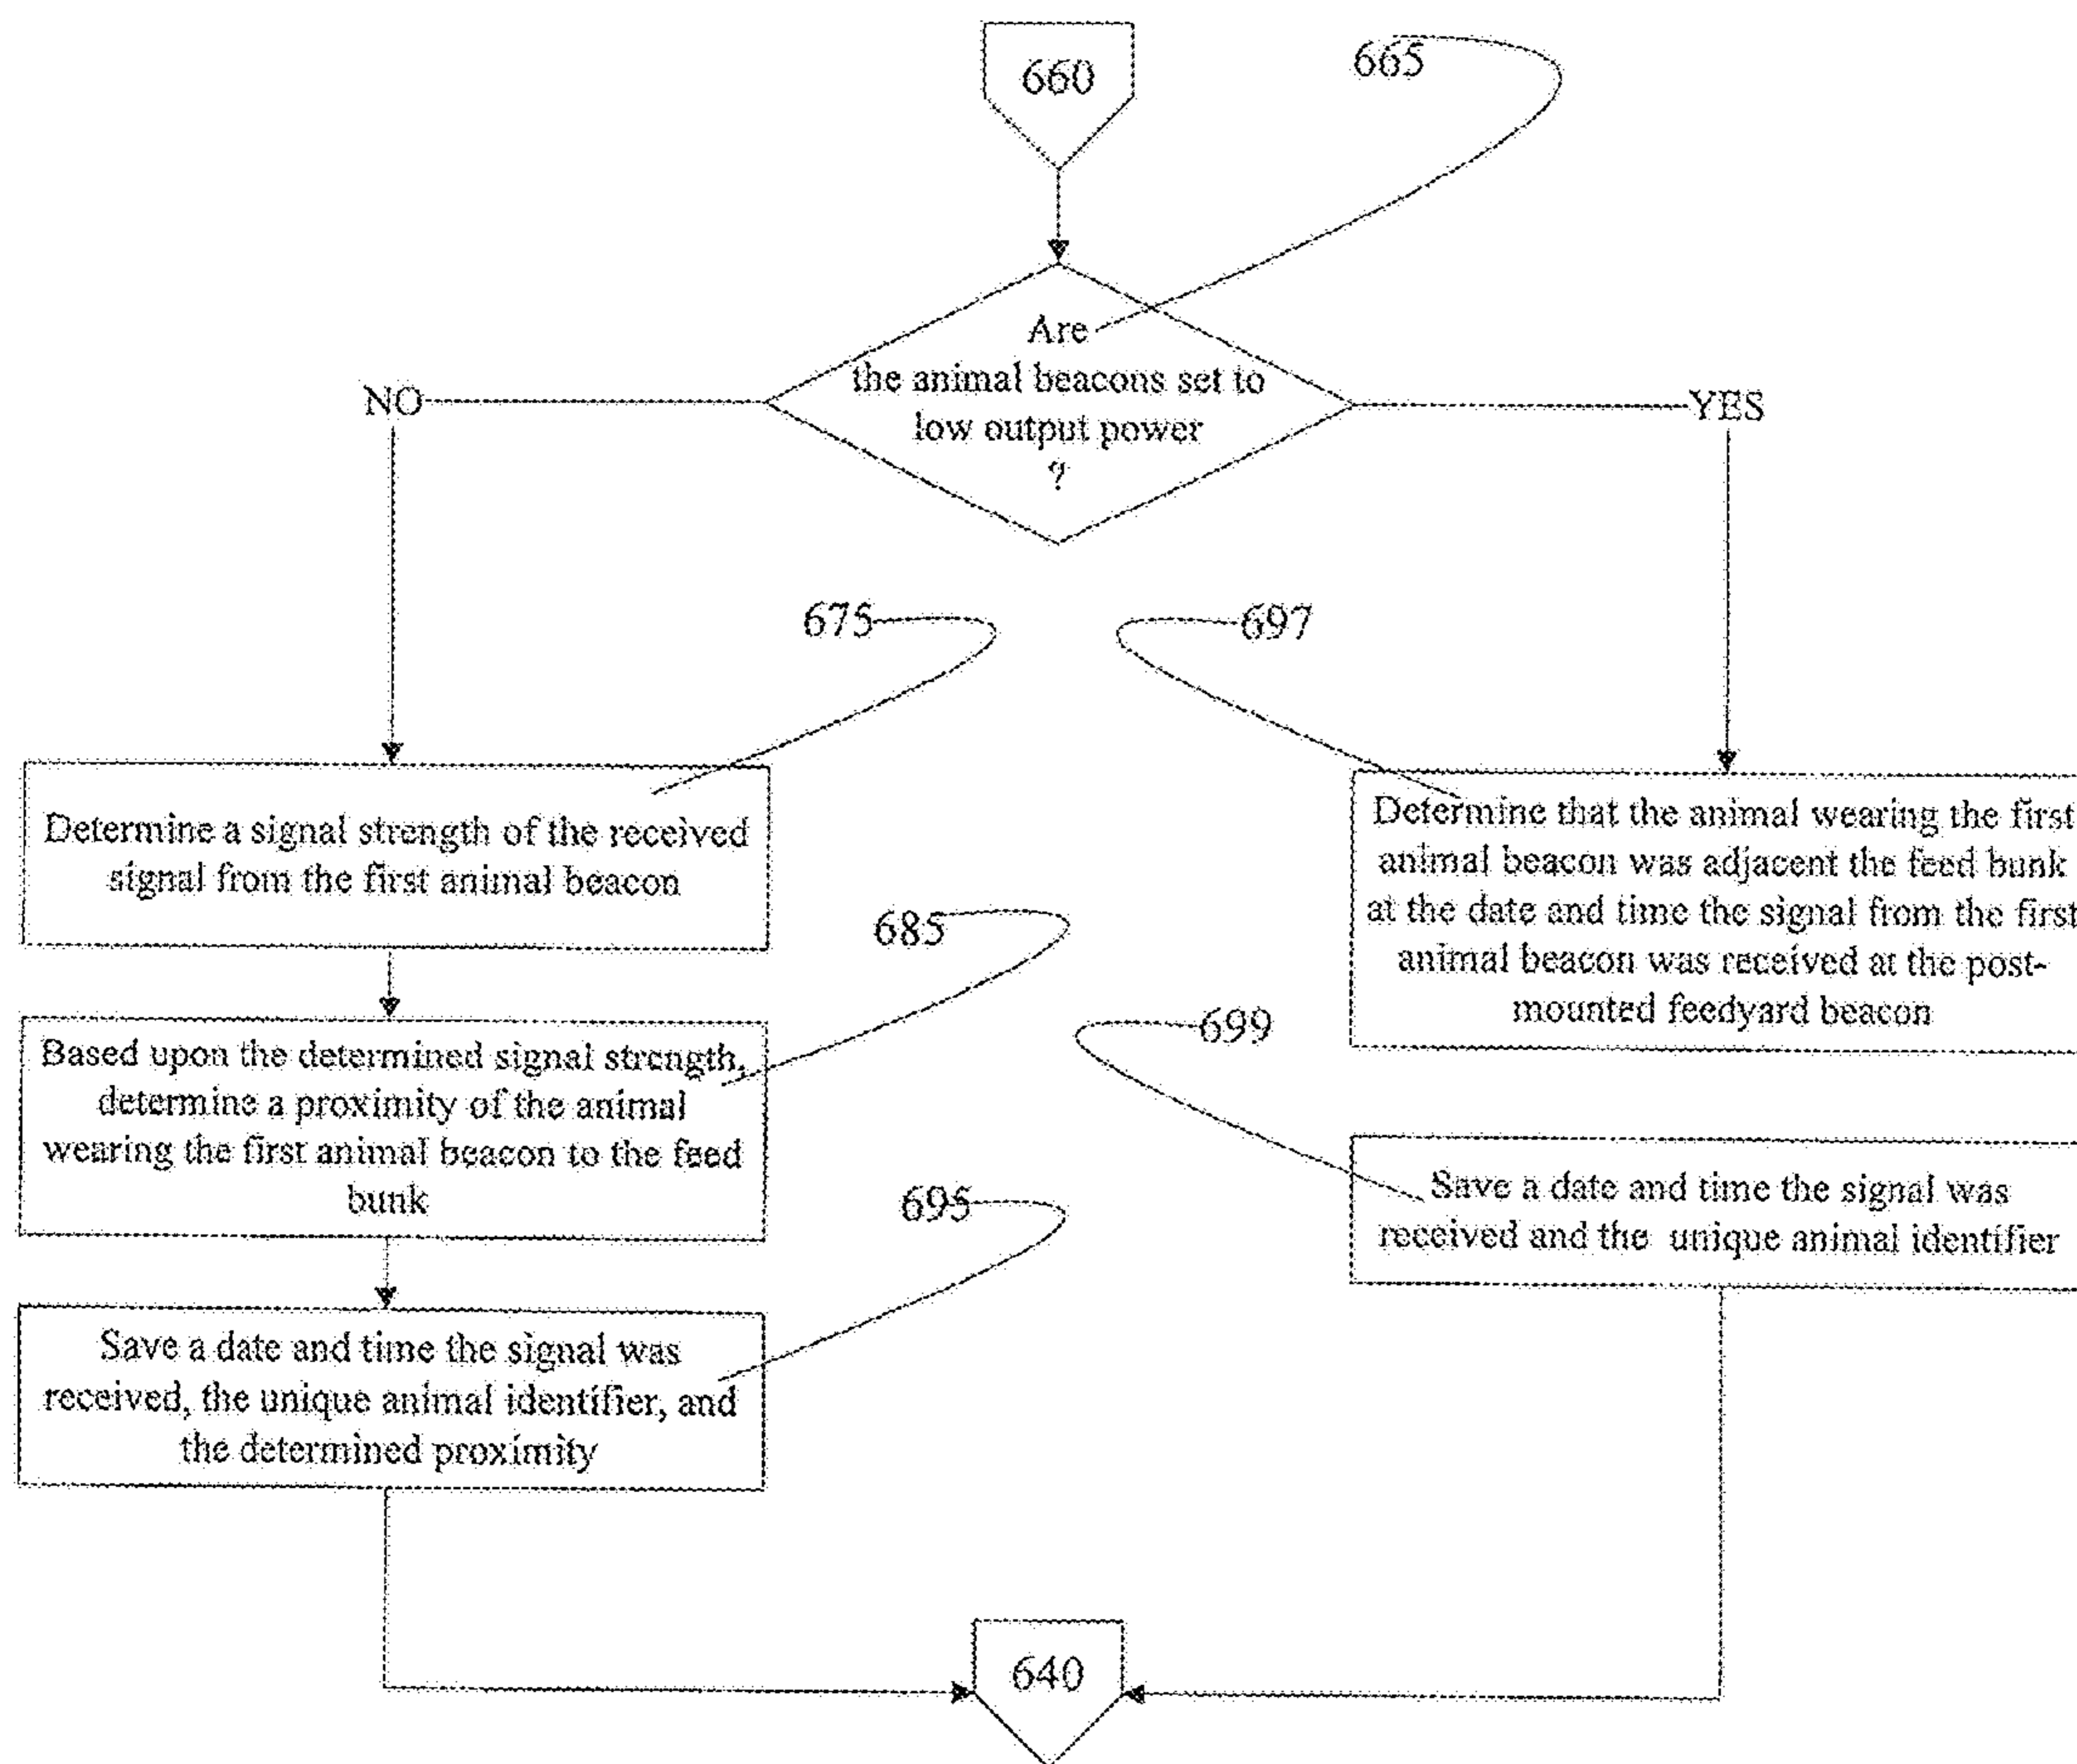 660
665
Are
the animal beacons set to
low output power
?
NO
YES
675
697
Determine a signal strength of the received
signal from the first animal beacon
Determine that the animal wearing the first
animal beacon was adjacent the feed bunk
at the date and time the signal from the first
animal beacon was received at the post-
mounted feedyard beacon
685
Based upon the determined signal strength,
determine a proximity of the animal
wearing the first animal beacon to the feed
bunk
699
Save a date and time the signal was
received and the unique animal identifier
695
Save a date and time the signal was
received, the unique animal identifier, and
the determined proximity
640